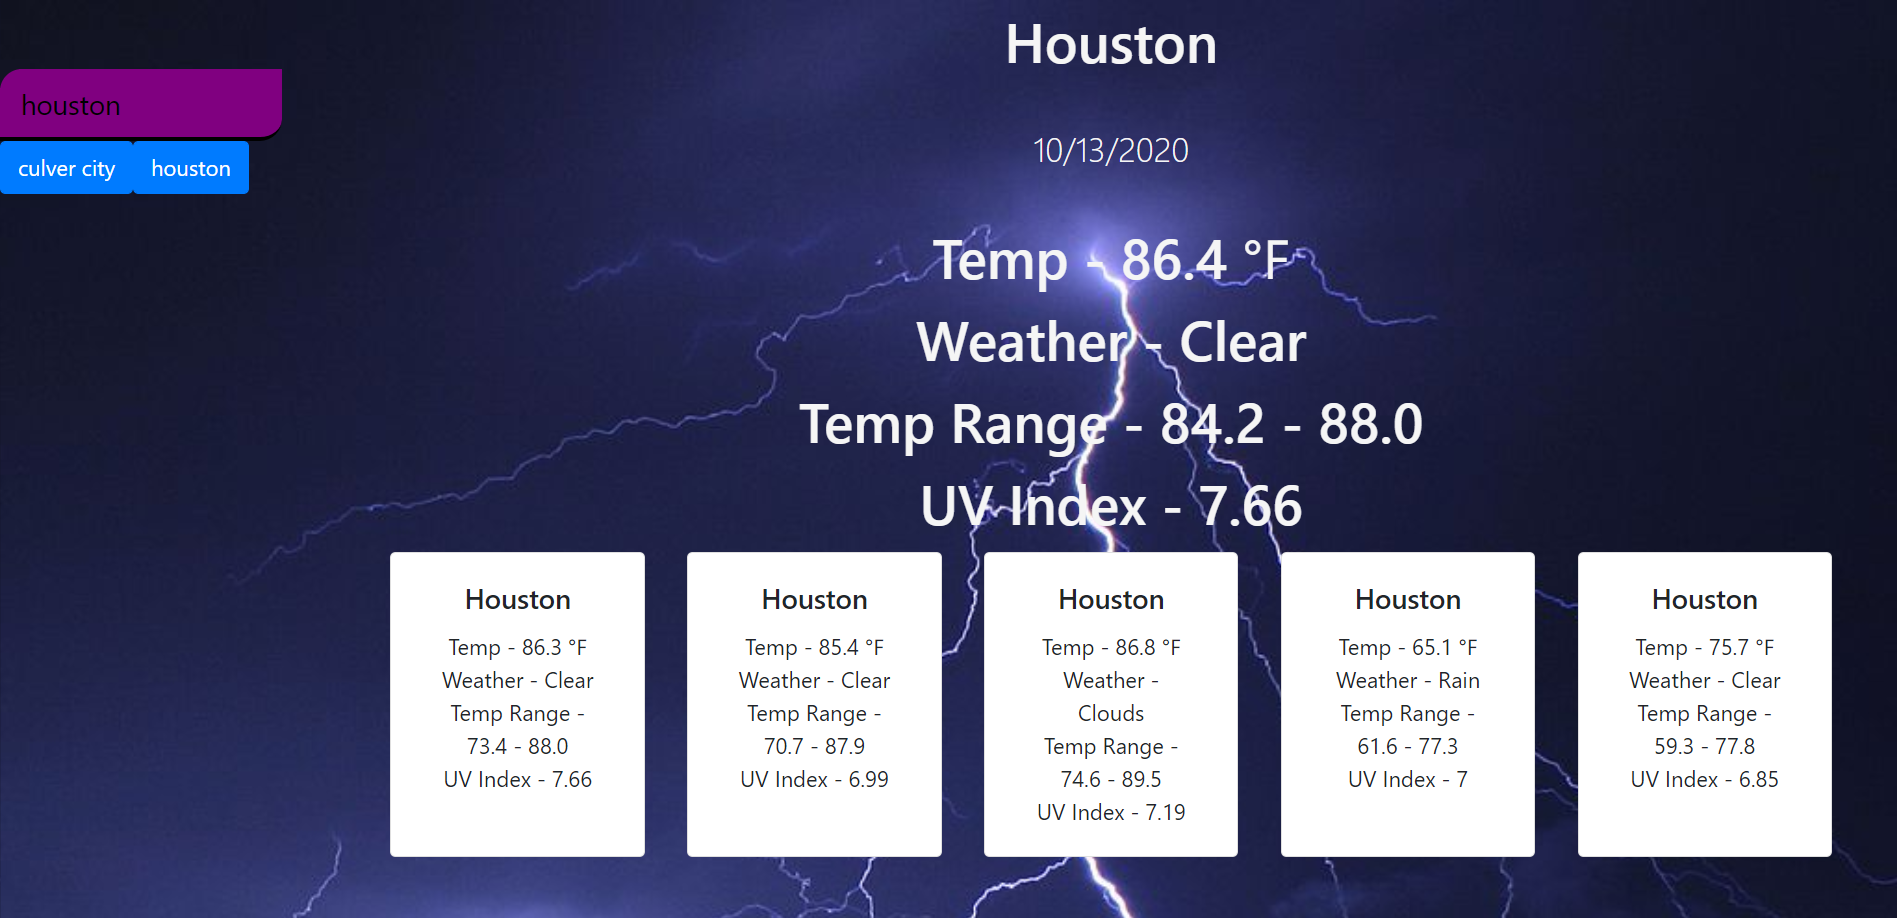 Houston
10/13/2020
houston
culver city
houston
Temp - 86.4 °F
Weather - Clear
Temp Range - 84.2 - 88.0
UV Index - 7.66
Houston
Temp - 86.3 °F
Weather - Clear
Temp Range -
73.4 - 88.0
UV Index - 7.66
Houston
Temp - 85.4 °F
Weather - Clear
Temp Range -
70.7 - 87.9
UV Index - 6.99
Houston
Temp - 86.8 °F
Weather -
Clouds
Temp Range -
74.6 - 89.5
UV Index - 7.19
Houston
Temp - 65.1 °F
Weather - Rain
Temp Range -
61.6 - 77.3
UV Index - 7
Houston
Temp - 75.7 °F
Weather - Clear
Temp Range -
59.3 - 77.8
UV Index - 6.85